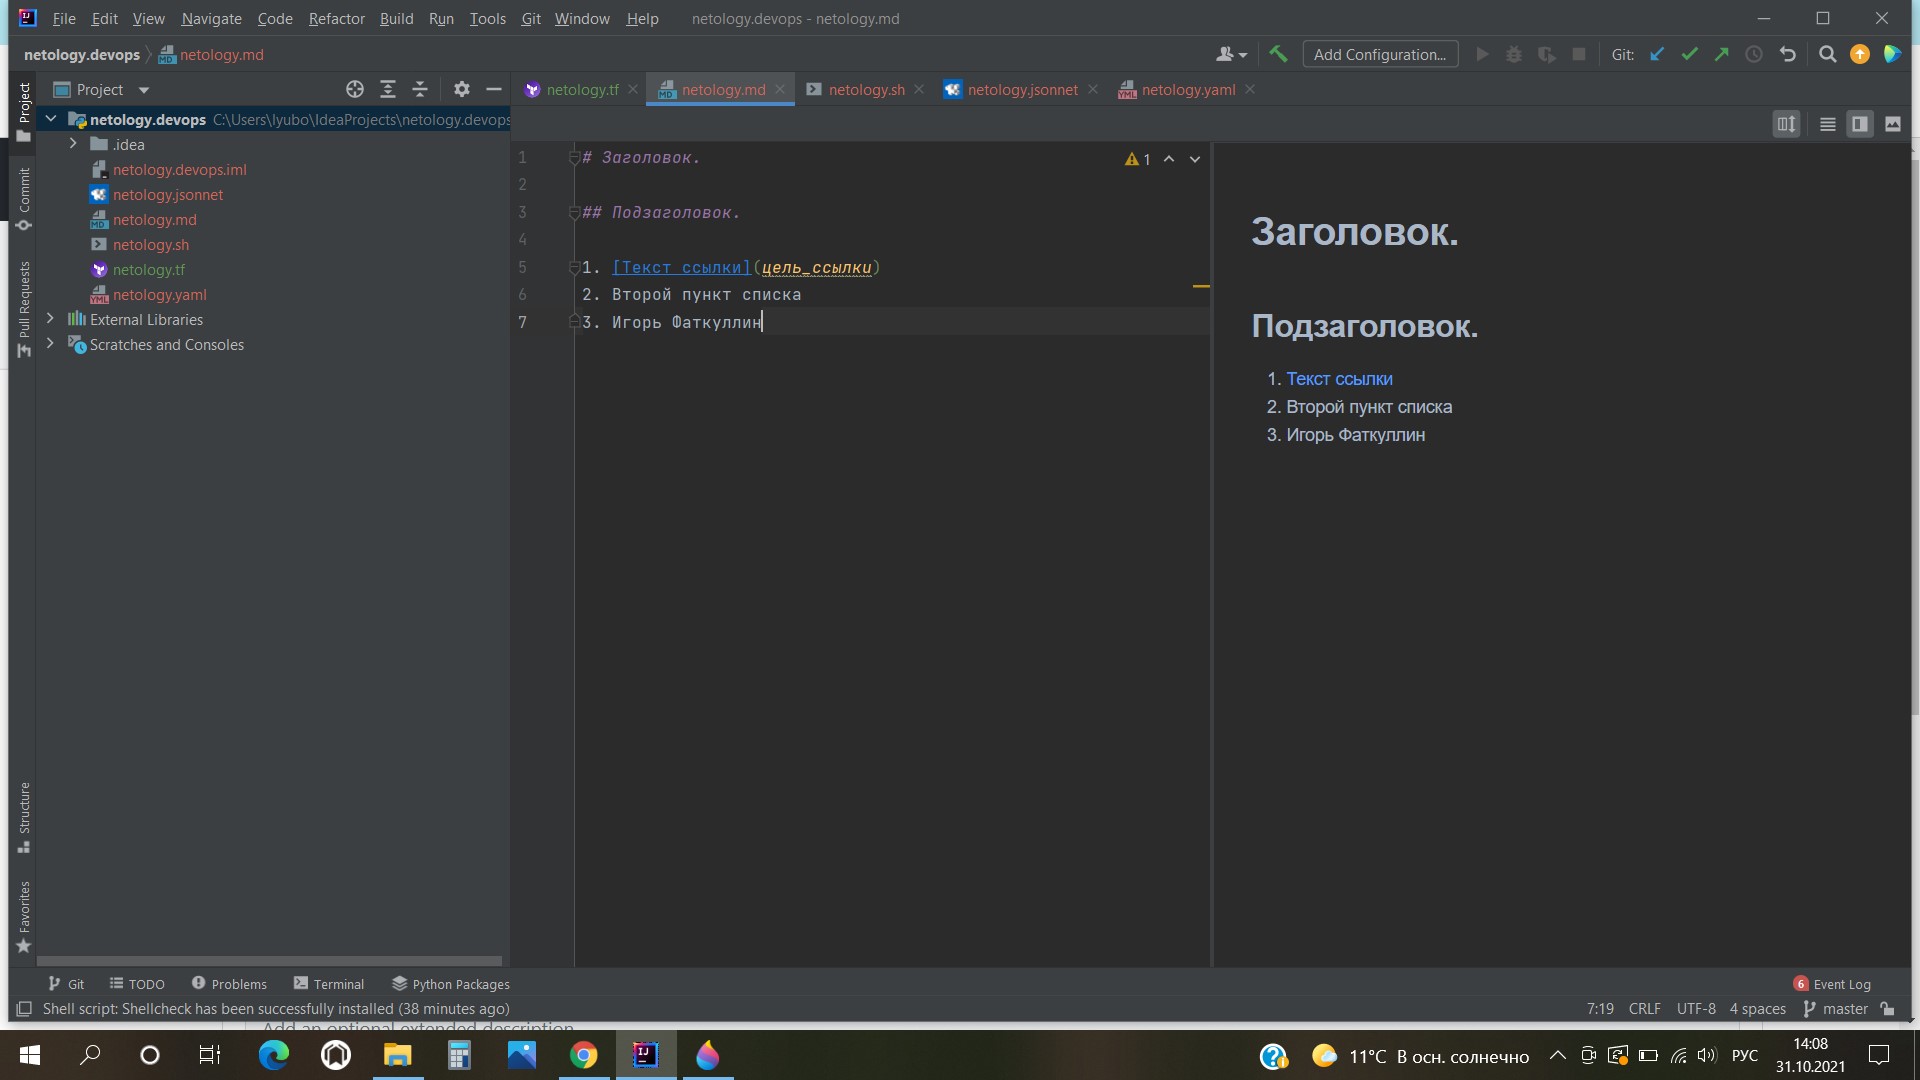 File Edit View Navigate Code Refactor Build Run Tools Git Window Help netology.devops - netology.md
netology.devops netology.md
Add Configuration... Git:
Project
netology.tf netology.md netology.sh netology.jsonnet netology.yaml
Project
Commit
Pull Requests
Structure
Favorites
netology.devops C:\Users\lyubo\IdeaProjects\netology.devops
.idea
netology.devops.iml
netology.jsonnet
netology.md
netology.sh
netology.tf
netology.yaml
External Libraries
Scratches and Consoles
1 # Заголовок.
2
3 ## Подзаголовок.
4
5 1. [Текст ссылки](цель_ссылки)
6 2. Второй пункт списка
7 3. Игорь Фаткуллин
1
Заголовок.
Подзаголовок.
1. Текст ссылки
2. Второй пункт списка
3. Игорь Фаткуллин
Git TODO Problems Terminal Python Packages
6 Event Log
Shell script: Shellcheck has been successfully installed (38 minutes ago)
7:19 CRLF UTF-8 4 spaces master
Add an optional extended description
11°C В осн. солнечно
РУС
14:08
31.10.2021